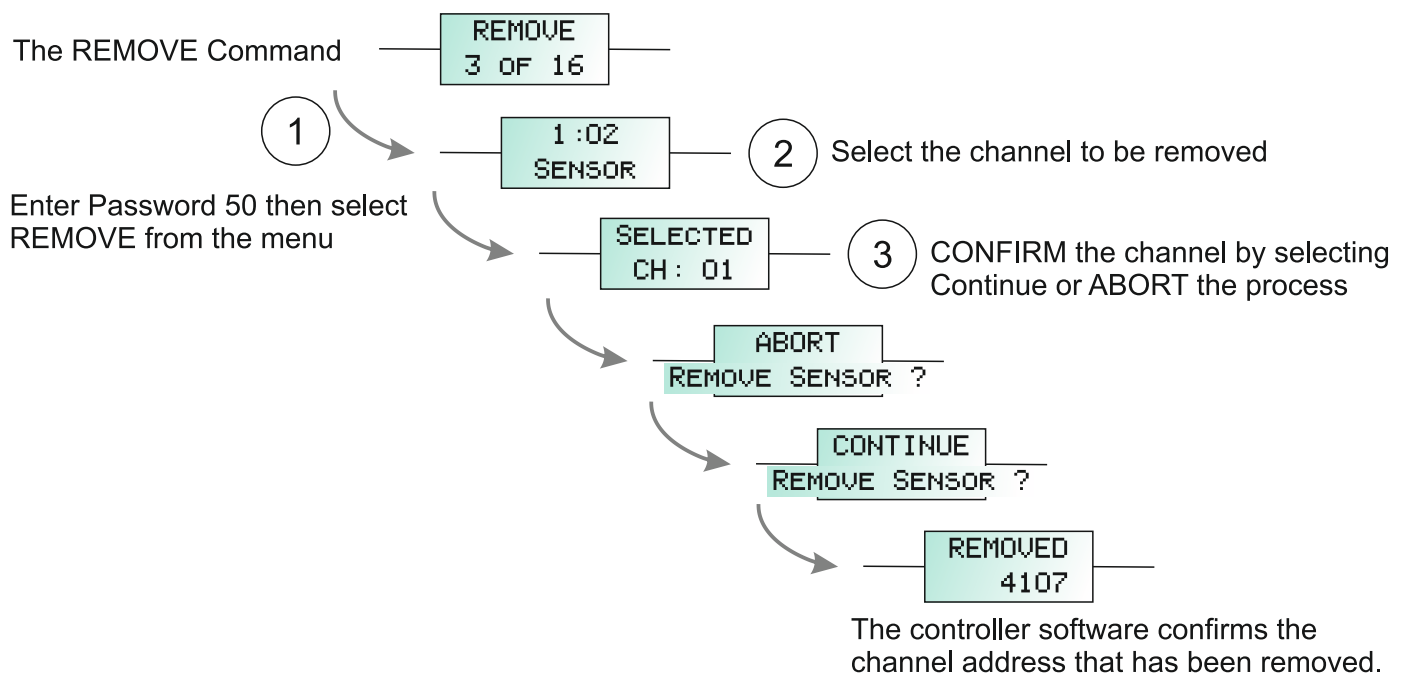 The REMOVE Command
REMOVE
3 OF 16
1
1:02
SENSOR
2
Select the channel to be removed
Enter Password 50 then select
REMOVE from the menu
SELECTED
CH: 01
3
CONFIRM the channel by selecting
Continue or ABORT the process
ABORT
REMOVE SENSOR ?
CONTINUE
REMOVE SENSOR ?
REMOVED
4107
The controller software confirms the
channel address that has been removed.